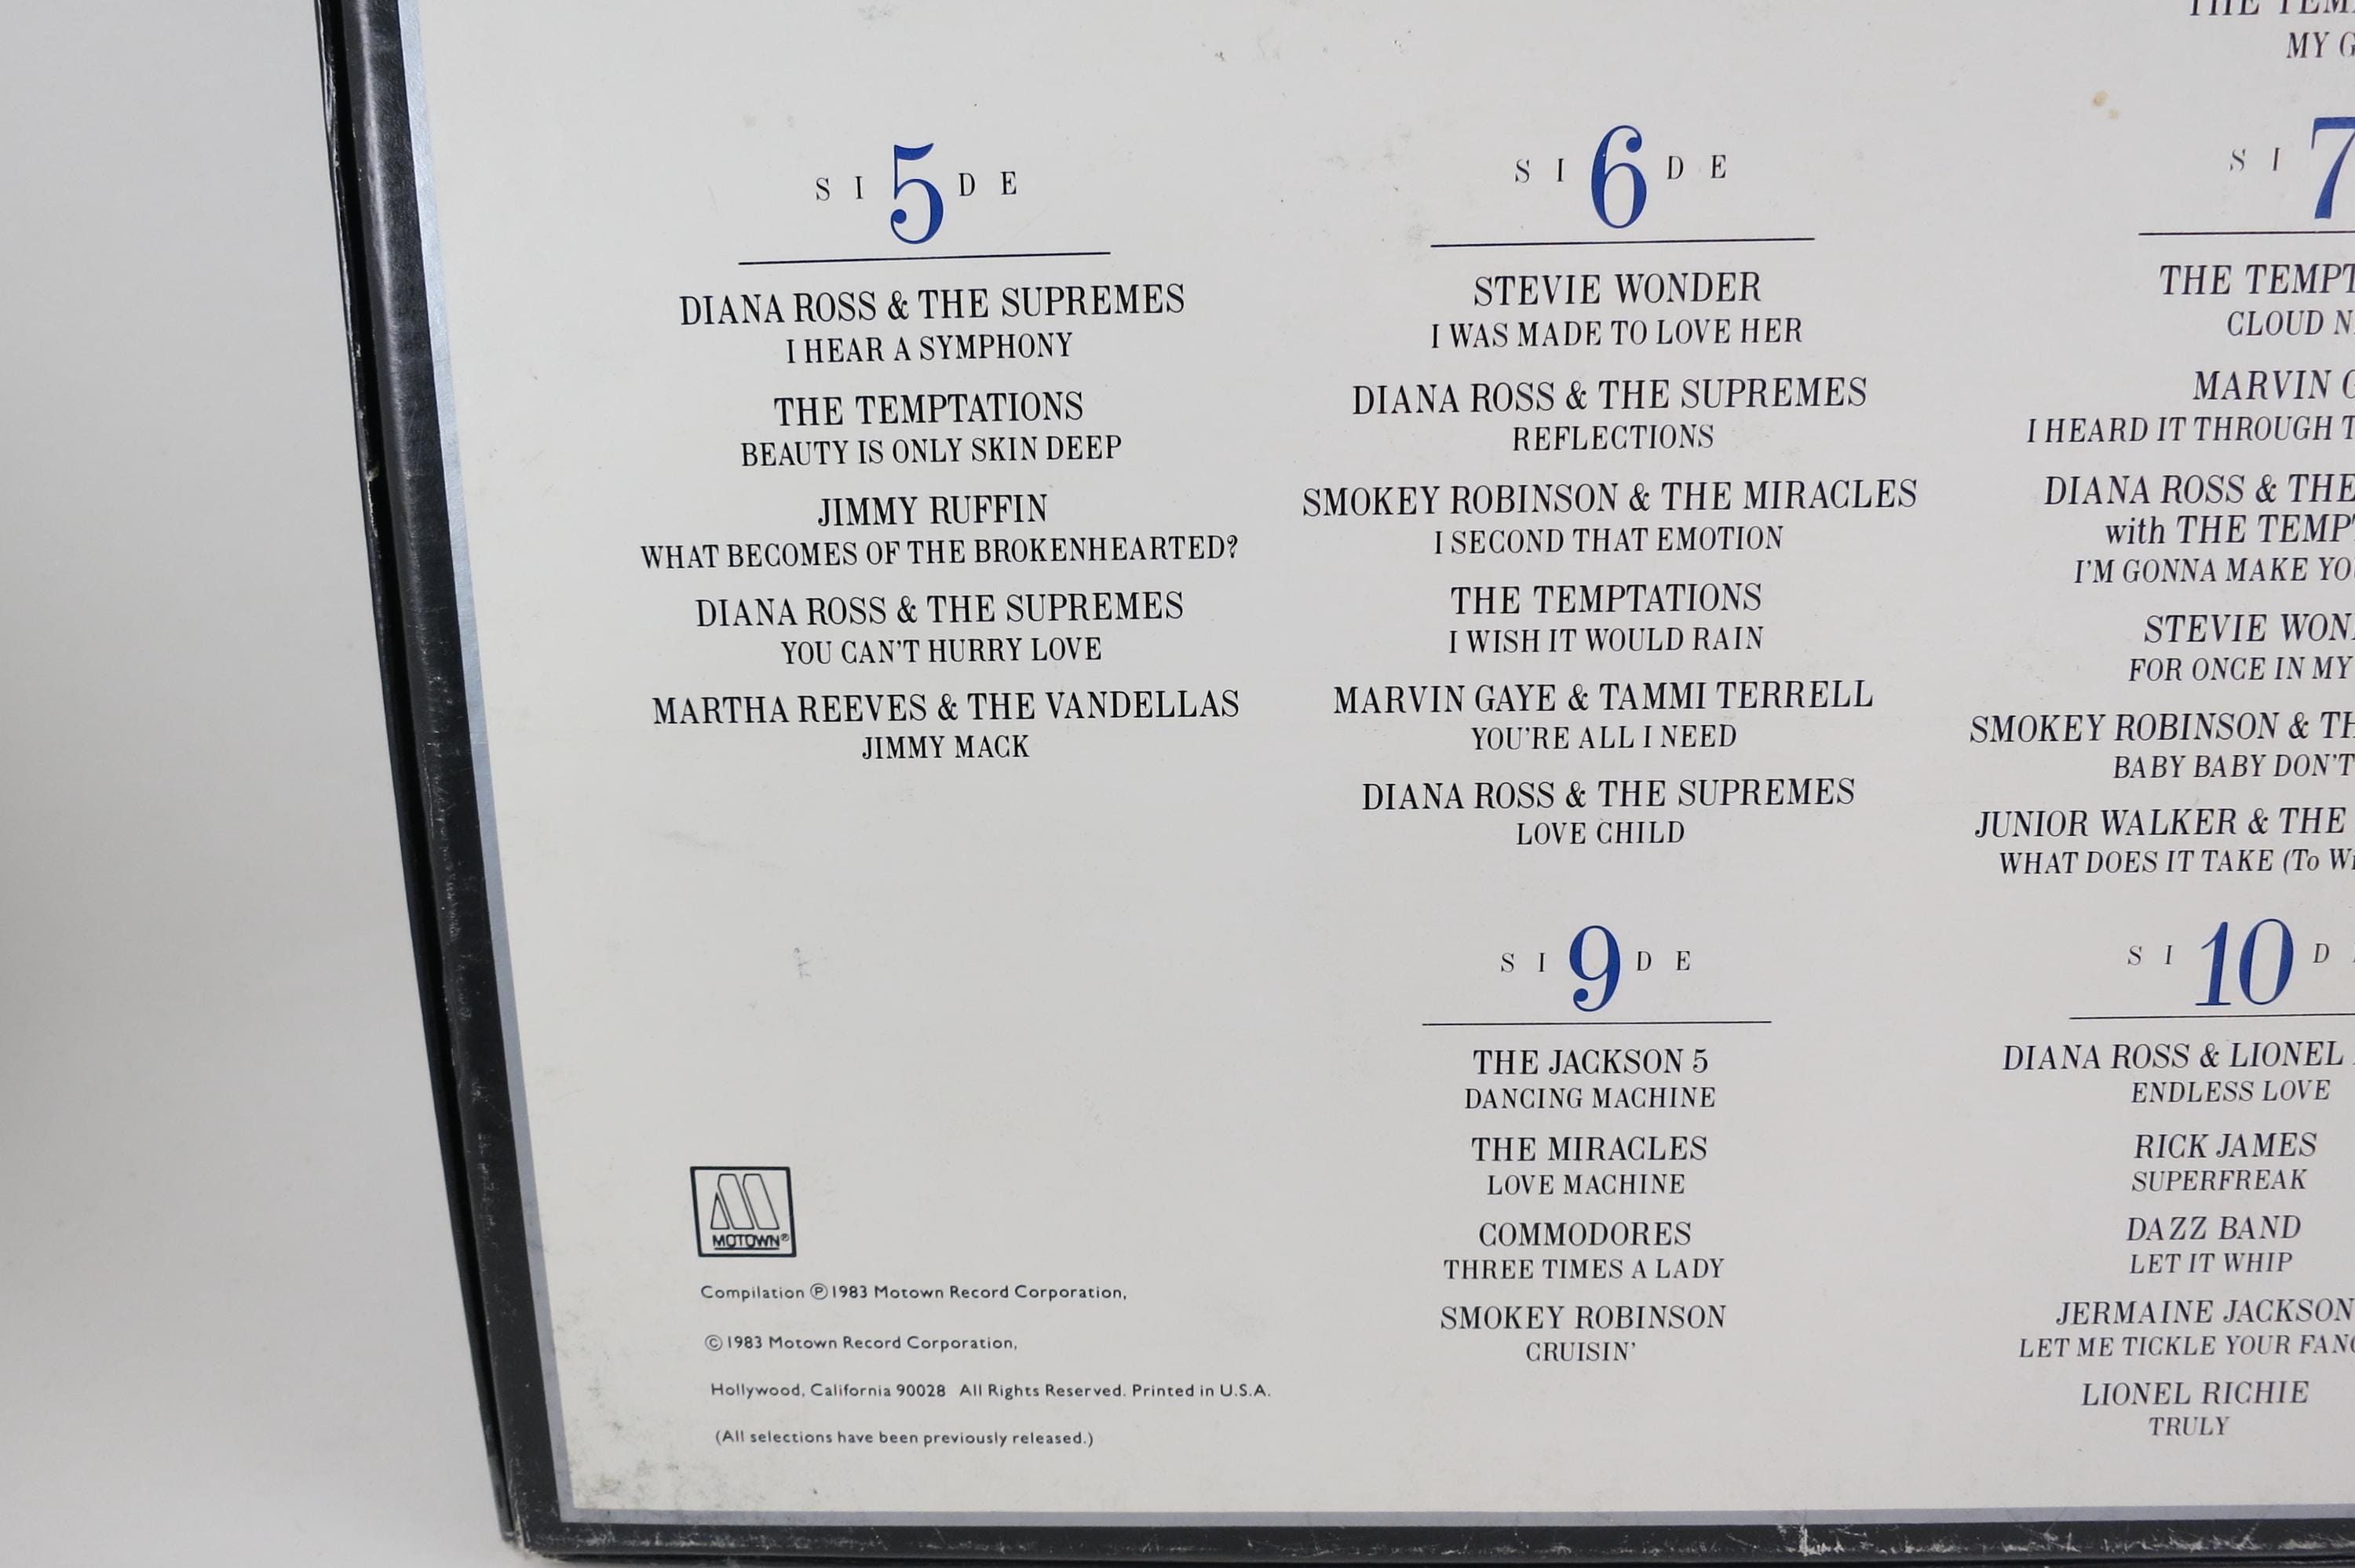 MY
SI 5 DE
DIANA ROSS & THE SUPREMES
I HEAR A SYMPHONY
THE TEMPTATIONS
BEAUTY IS ONLY SKIN DEEP
JIMMY RUFFIN
WHAT BECOMES OF THE BROKENHEARTED?
DIANA ROSS & THE SUPREMES
YOU CAN'T HURRY LOVE
MARTHA REEVES & THE VANDELLAS
JIMMY MACK
SI 6 DE
STEVIE WONDER
I WAS MADE TO LOVE HER
DIANA ROSS & THE SUPREMES
REFLECTIONS
SMOKEY ROBINSON & THE MIRACLES
I SECOND THAT EMOTION
THE TEMPTATIONS
I WISH IT WOULD RAIN
MARVIN GAYE & TAMMI TERRELL
YOU'RE ALL I NEED
DIANA ROSS & THE SUPREMES
LOVE CHILD
SI 7
THE TEMPT
CLOUD
MARVIN
I HEARD IT THROUGH
DIANA ROSS & THE
with THE TEMPT
I'M GONNA MAKE YO
STEVIE WON
FOR ONCE IN MY
SMOKEY ROBINSON & TH
BABY BABY DON'T
JUNIOR WALKER & THE
WHAT DOES IT TAKE (To Wi
SI 9 DE
THE JACKSON 5
DANCING MACHINE
THE MIRACLES
LOVE MACHINE
COMMODORES
THREE TIMES A LADY
SMOKEY ROBINSON
CRUISIN'
SI 10 D
DIANA ROSS & LIONEL
ENDLESS LOVE
RICK JAMES
SUPERFREAK
DAZZ BAND
LET IT WHIP
JERMAINE JACKSON
LET ME TICKLE YOUR FAN
LIONEL RICHIE
TRULY
MOTOWN®
Compilation ℗1983 Motown Record Corporation,
©1983 Motown Record Corporation,
Hollywood, California 90028 All Rights Reserved. Printed in U.S.A.
(All selections have been previously released.)